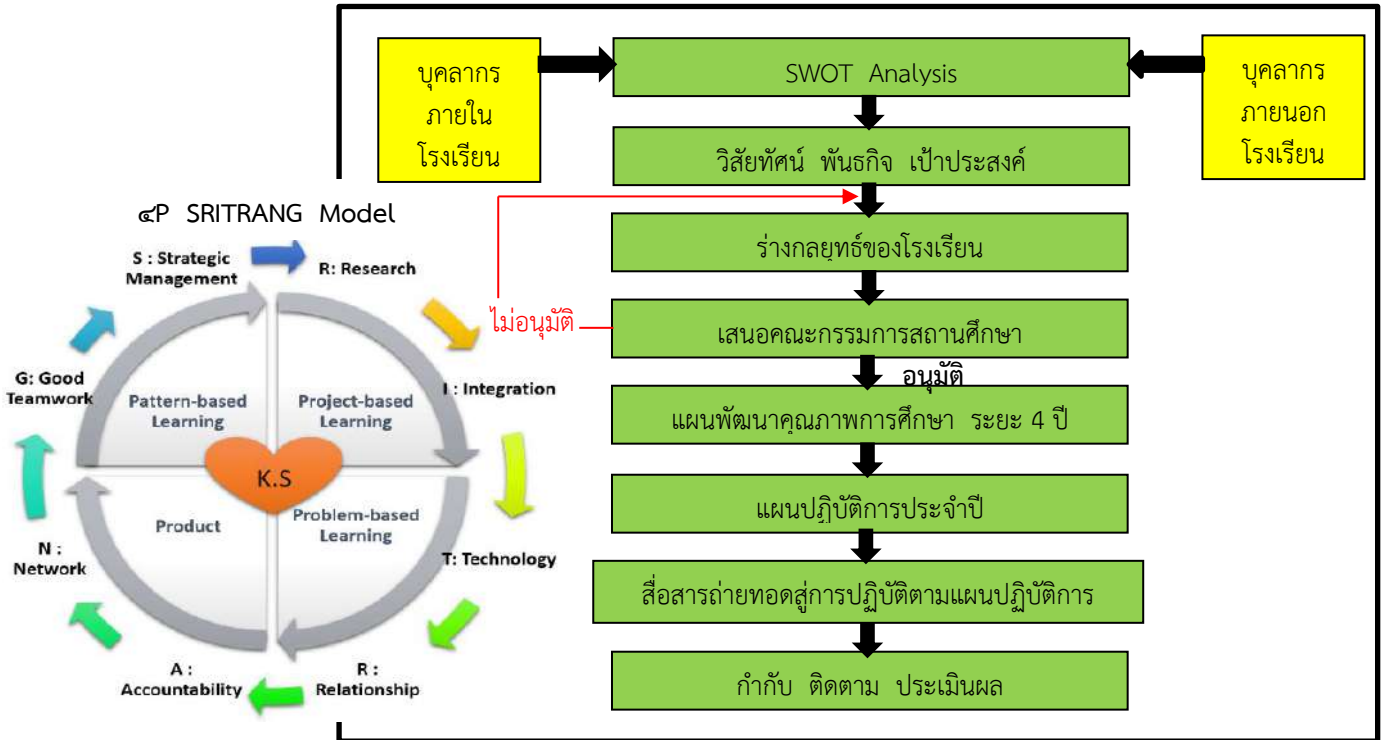 บุคลากร
ภายใน
โรงเรียน
SWOT Analysis
บุคลากร
ภายนอก
โรงเรียน
วิสัยทัศน์ พันธกิจ เป้าประสงค์
ร่างกลยุทธ์ของโรงเรียน
ไม่อนุมัติ
เสนอคณะกรรมการสถานศึกษา
อนุมัติ
แผนพัฒนาคุณภาพการศึกษา ระยะ 4 ปี
แผนปฏิบัติการประจำปี
สื่อสารถ่ายทอดสู่การปฏิบัติตามแผนปฏิบัติการ
กำกับ ติดตาม ประเมินผล
๔P SRITRANG Model
S : Strategic
Management
R: Research
I : Integration
T: Technology
R :
Relationship
A :
Accountability
N :
Network
G: Good
Teamwork
Pattern-based
Learning
Project-based
Learning
K.S
Product
Problem-based
Learning